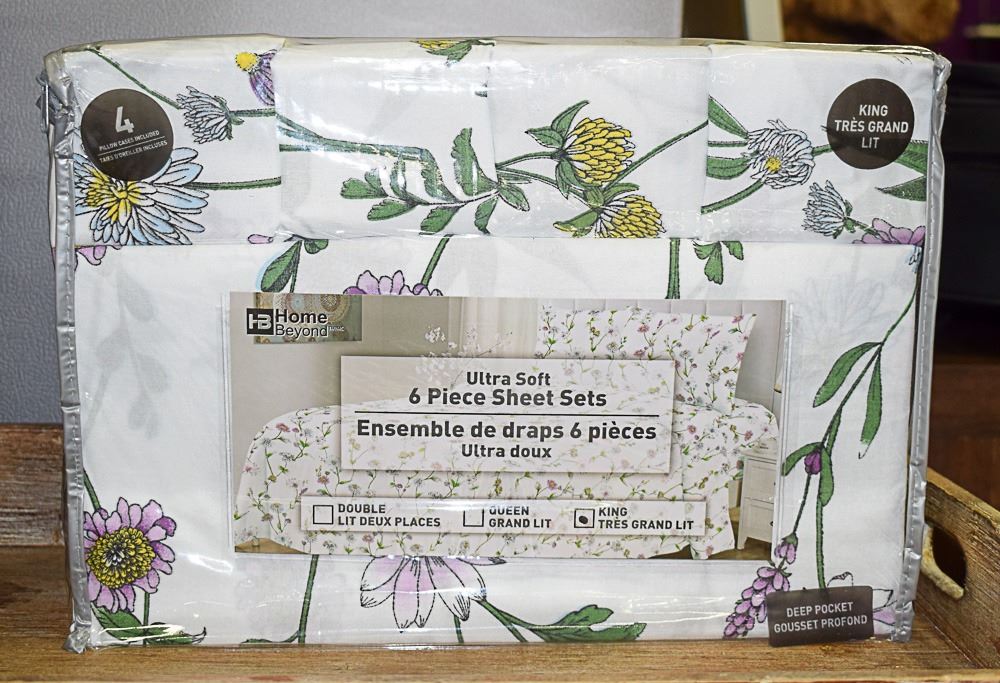 4
PILLOW CASES INCLUDED
TAIES D'OREILLER INCLUSES
KING
TRÈS GRAND
LIT
HB Home
Beyond
Ultra Soft
6 Piece Sheet Sets
Ensemble de draps 6 pièces
Ultra doux
DOUBLE
LIT DEUX PLACES
QUEEN
GRAND LIT
KING
TRÈS GRAND LIT
DEEP POCKET
GOUSSET PROFOND